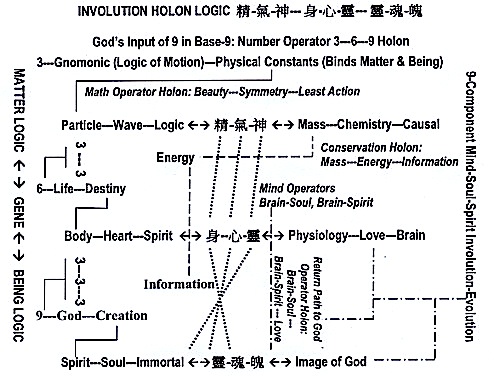 INVOLUTION HOLON LOGIC 精-氣-神---身-心-靈---靈-魂-魄
God's Input of 9 in Base-9: Number Operator 3---6---9 Holon
3---Gnomonic (Logic of Motion)---Physical Constants (Binds Matter & Being)
Math Operator Holon: Beauty---Symmetry---Least Action
Particle---Wave---Logic ↔ 精-氣-神 ↔ Mass---Chemistry---Causal
Conservation Holon:
Mass---Energy---Information
Energy
3---3
6---Life---Destiny
Mind Operators
Brain-Soul, Brain-Spirit
Body---Heart---Spirit ↔ 身-心-靈 ↔ Physiology---Love---Brain
Information
3---3---3
9---God---Creation
Return Path to God
Operator Holon:
Brain-Soul ---
Brain-Spirit --- Love
Spirit---Soul---Immortal ↔ 靈-魂-魄 ↔ Image of God
MATTER LOGIC ↔ GENE ↔ BEING LOGIC
9-Component Mind-Soul-Spirit Involution-Evolution